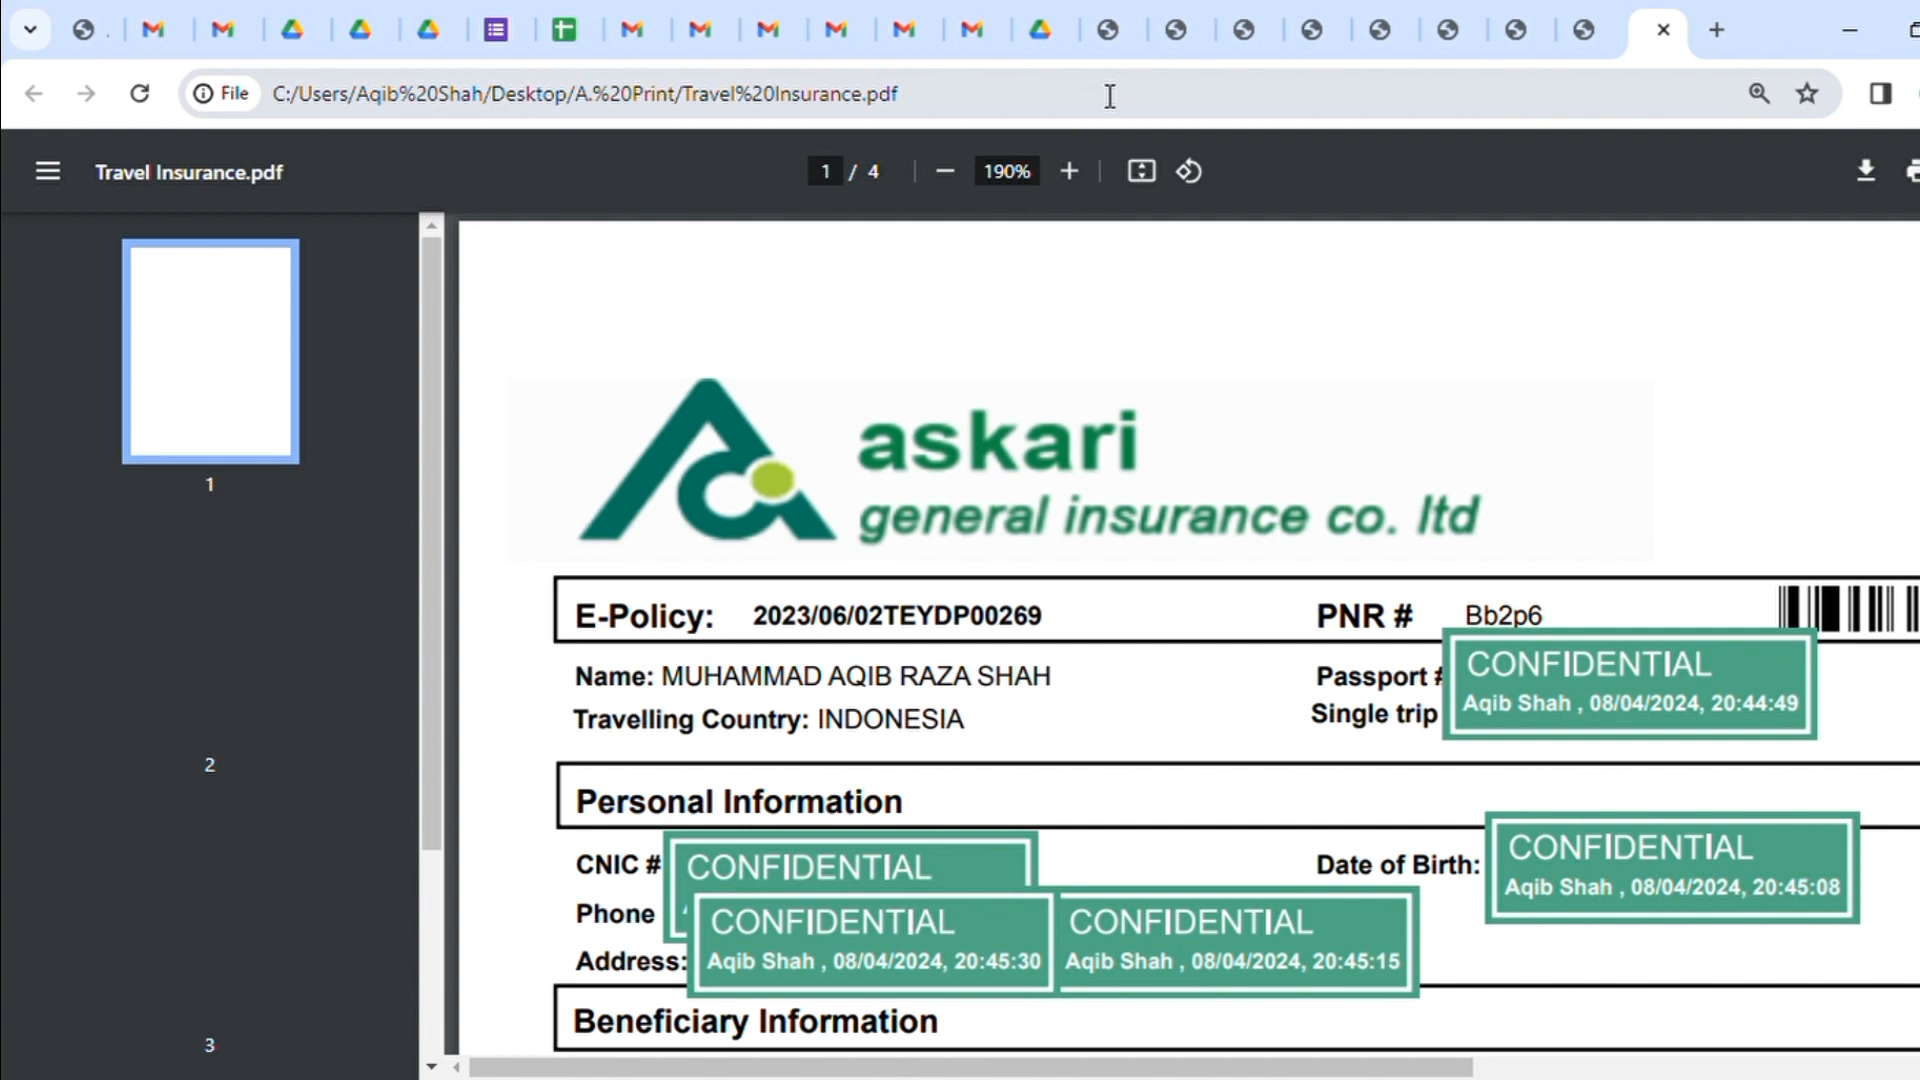 File C:/Users/Aqib%20Shah/Desktop/A.%20Print/Travel%20Insurance.pdf
Travel Insurance.pdf
1 / 4
190%
1
2
3
askari
general insurance co. ltd
E-Policy: 2023/06/02TEYDP00269 PNR # Bb2p6
Name: MUHAMMAD AQIB RAZA SHAH Passport #
Travelling Country: INDONESIA Single trip
CONFIDENTIAL
Aqib Shah , 08/04/2024, 20:44:49
Personal Information
CNIC # CONFIDENTIAL Date of Birth:
CONFIDENTIAL
Aqib Shah , 08/04/2024, 20:45:08
Phone
Address:
CONFIDENTIAL
Aqib Shah , 08/04/2024, 20:45:30
CONFIDENTIAL
Aqib Shah , 08/04/2024, 20:45:15
Beneficiary Information